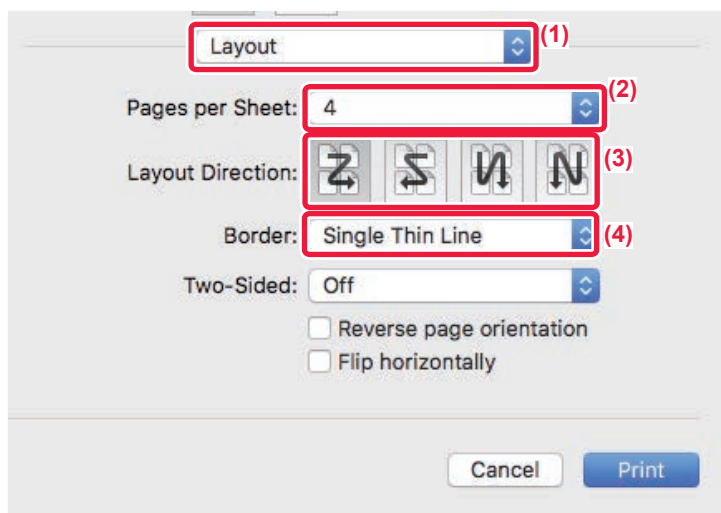 Layout (1)
Pages per Sheet: 4 (2)
Layout Direction: (3)
Border: Single Thin Line (4)
Two-Sided: Off
Reverse page orientation
Flip horizontally
Cancel Print